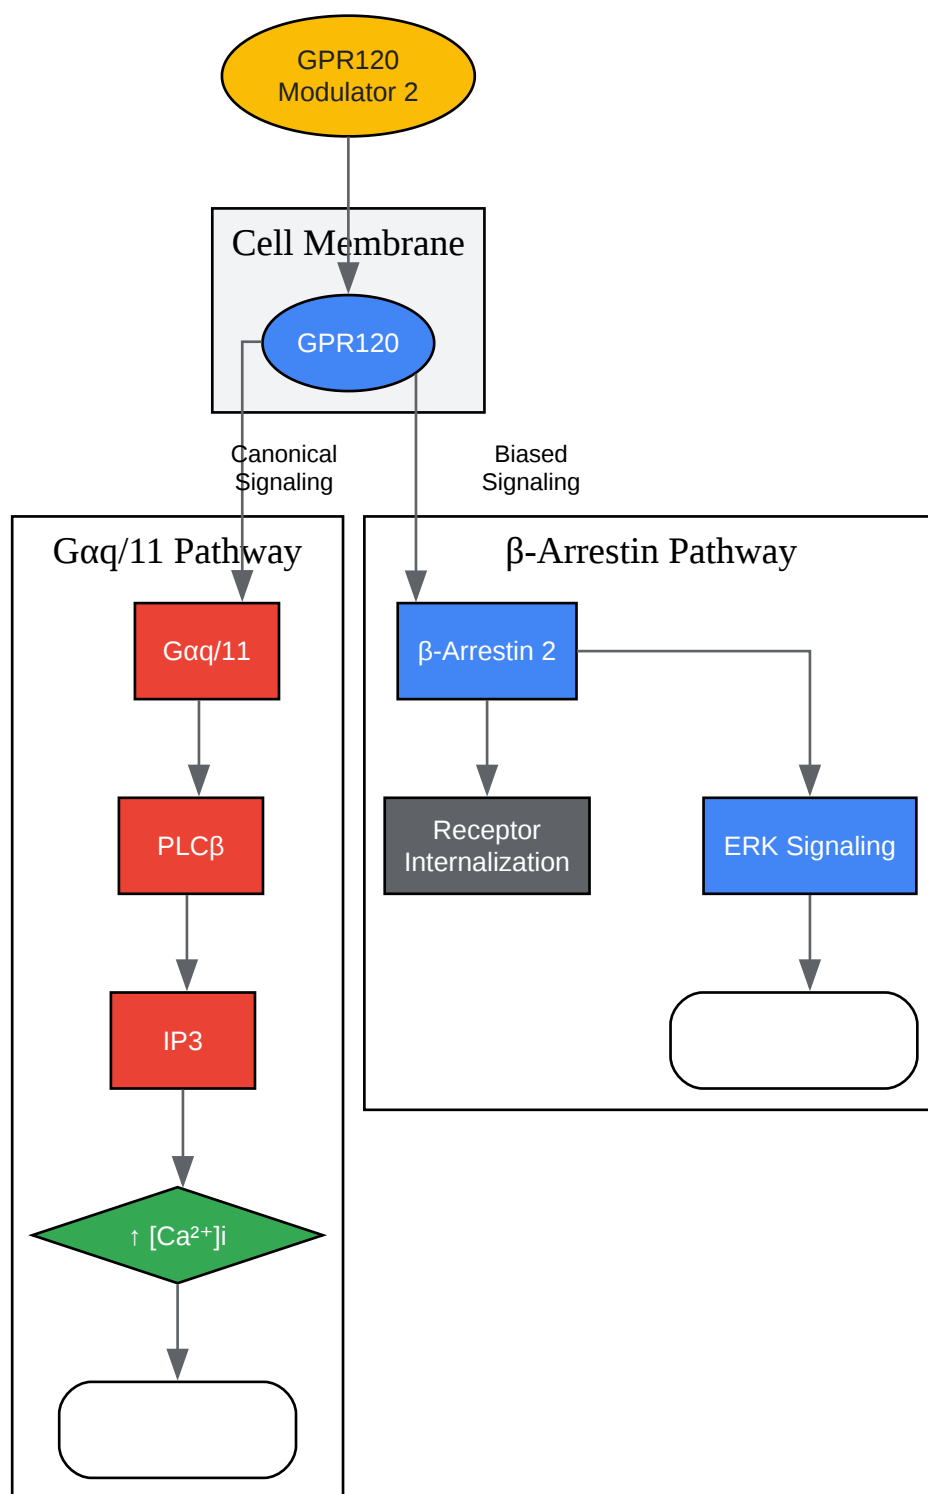 GPR120
Modulator 2
Cell Membrane
GPR120
Canonical
Signaling
Biased
Signaling
Gαq/11 Pathway
β-Arrestin Pathway
Gαq/11
β-Arrestin 2
PLCβ
Receptor
Internalization
ERK Signaling
IP3
↑ [Ca²⁺]i